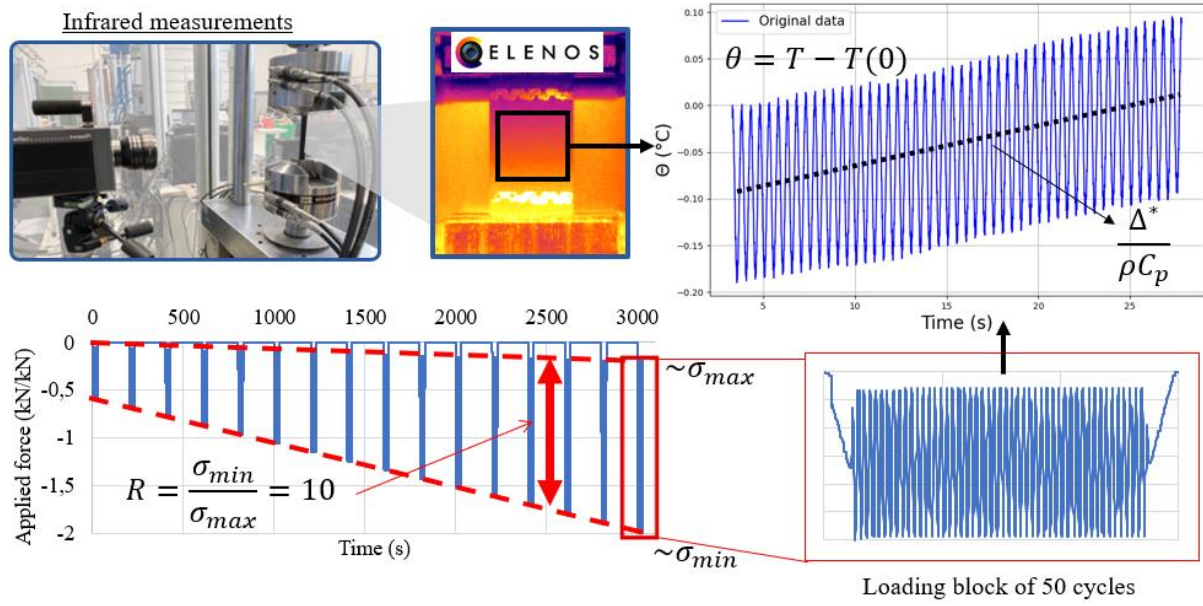 Infrared measurements
ELENOS
Original data
θ = T − T(0)
0.10
0.05
0.00
−0.05
−0.10
−0.15
−0.20
Θ (°C)
Δ*
ρC_p
5
10
15
20
25
Time (s)
0
500
1000
1500
2000
2500
3000
0
-0,5
-1
-1,5
-2
Applied force (kN/kN)
R = σ_min / σ_max = 10
Time (s)
~σ_max
~σ_min
Loading block of 50 cycles